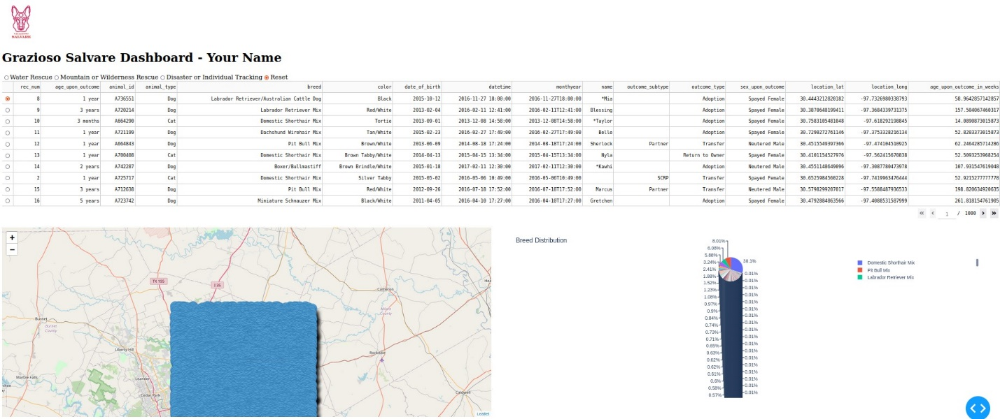 SALVARE
Grazioso Salvare Dashboard - Your Name
Water Rescue Mountain or Wilderness Rescue Disaster or Individual Tracking Reset
rec_num age_upon_outcome animal_id animal_type breed color date_of_birth datetime monthyear name outcome_subtype outcome_type sex_upon_outcome location_lat location_long age_upon_outcome_in_weeks
8 1 year A736551 Dog Labrador Retriever/Australian Cattle Dog Black 2015-10-12 2016-11-27 18:00:00 2016-11-27T18:00:00 *Mia Adoption Spayed Female 30.4443212820182 -97.7326980338793 58.9642857142857
9 3 years A720214 Dog Labrador Retriever Mix Red/White 2013-02-04 2016-02-11 12:41:00 2016-02-11T12:41:00 Blessing Adoption Spayed Female 30.3870648199411 -97.3684339731375 157.504067460317
10 3 months A664290 Cat Domestic Shorthair Mix Tortie 2013-09-01 2013-12-08 14:58:00 2013-12-08T14:58:00 *Taylor Adoption Spayed Female 30.7583105481048 -97.618292198845 14.0890873015873
11 1 year A721199 Dog Dachshund Wirehair Mix Tan/White 2015-02-23 2016-02-27 17:49:00 2016-02-27T17:49:00 Belle Adoption Spayed Female 30.7290272761146 -97.3753328216134 52.8203373015873
12 1 year A664843 Dog Pit Bull Mix Brown/White 2013-06-09 2014-08-18 17:24:00 2014-08-18T17:24:00 Sherlock Partner Transfer Neutered Male 30.4515549397366 -97.474104510925 62.2464285714286
13 1 year A700408 Cat Domestic Shorthair Mix Brown Tabby/White 2014-04-13 2015-04-15 13:34:00 2015-04-15T13:34:00 Nyla Return to Owner Spayed Female 30.4101154527976 -97.562415670838 52.5093253968254
14 2 years A742287 Dog Boxer/Bullmastiff Brown Brindle/White 2015-01-18 2017-02-11 12:30:00 2017-02-11T12:30:00 *Kawhi Adoption Neutered Male 30.4551148649096 -97.3087780473978 107.931547619048
2 1 year A725717 Cat Domestic Shorthair Mix Silver Tabby 2015-05-02 2016-05-06 10:49:00 2016-05-06T10:49:00 SCRP Transfer Spayed Female 30.6525984560228 -97.7419963476444 52.9215277777778
15 3 years A712638 Dog Pit Bull Mix Red/White 2012-09-26 2016-07-18 17:52:00 2016-07-18T17:52:00 Marcus Partner Transfer Neutered Male 30.5798299207017 -97.5588487936533 198.820634920635
16 5 years A723742 Dog Miniature Schnauzer Mix Black/White 2011-04-05 2016-04-10 17:27:00 2016-04-10T17:27:00 Gretchen Adoption Spayed Female 30.4792884863566 -97.4088531587999 261.818154761905
1 / 1000
+
−
TX 195
I 35
Cameron
Milam
County
Burnet
Burnet
County
Liberty Hill
Rockdale
Marble Falls
Leander
Cedar Park
Caldwell
Leaflet
Breed Distribution
8.01%
6.08%
5.88%
3.24% 30.1%
2.41% 0.01%
1.88% 0.01%
1.52% 0.01%
1.23% 0.01%
1.08% 0.01%
0.97% 0.01%
0.9% 0.01%
0.84% 0.01%
0.74% 0.01%
0.73% 0.01%
0.71% 0.01%
0.65% 0.01%
0.63% 0.01%
0.62% 0.01%
0.62% 0.01%
0.61% 0.01%
0.6% 0.01%
0.58% 0.01%
0.57% 0.01%
Domestic Shorthair Mix
Pit Bull Mix
Labrador Retriever Mix